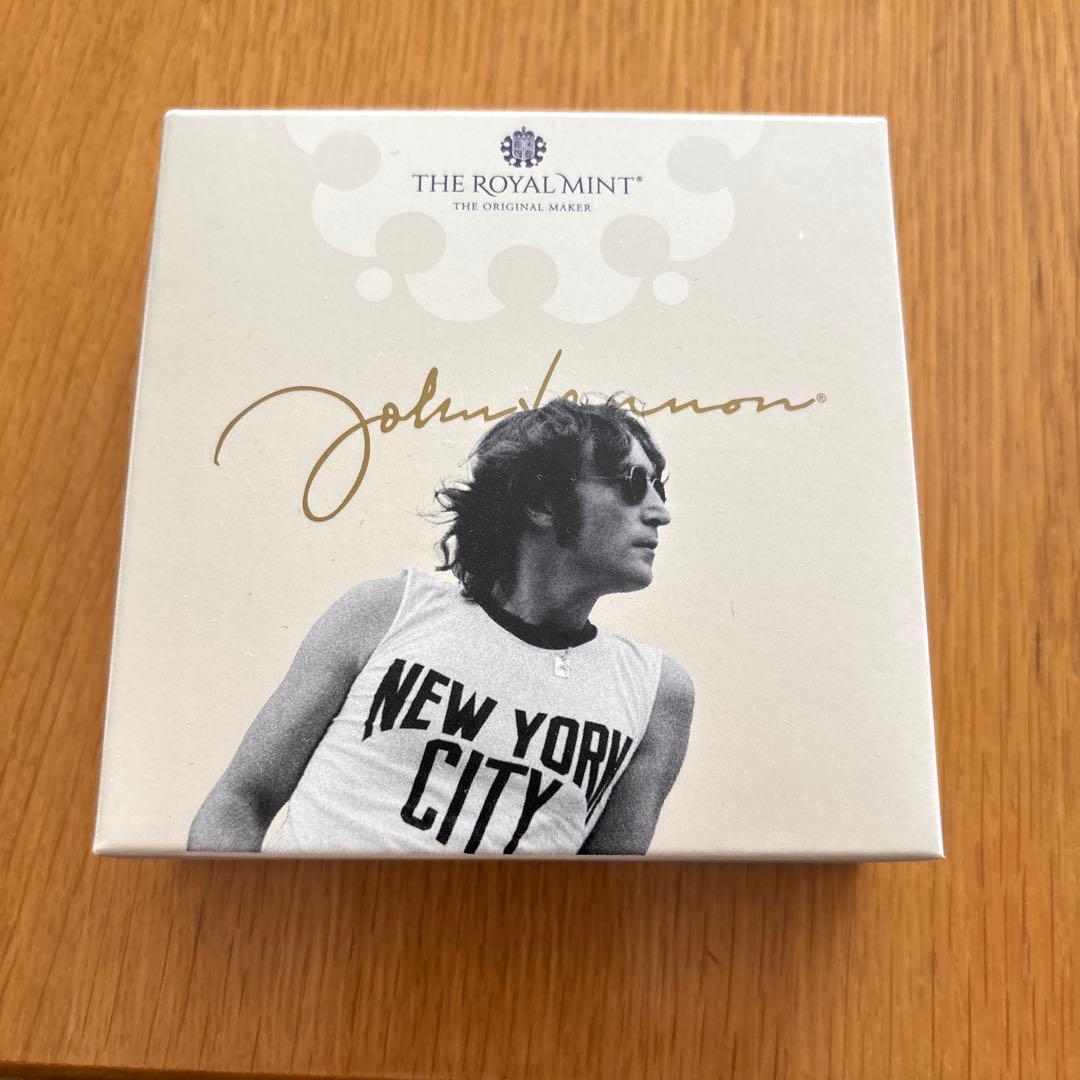 THE ROYAL MINT®
THE ORIGINAL MAKER
John Lennon®
NEW YORK
CITY